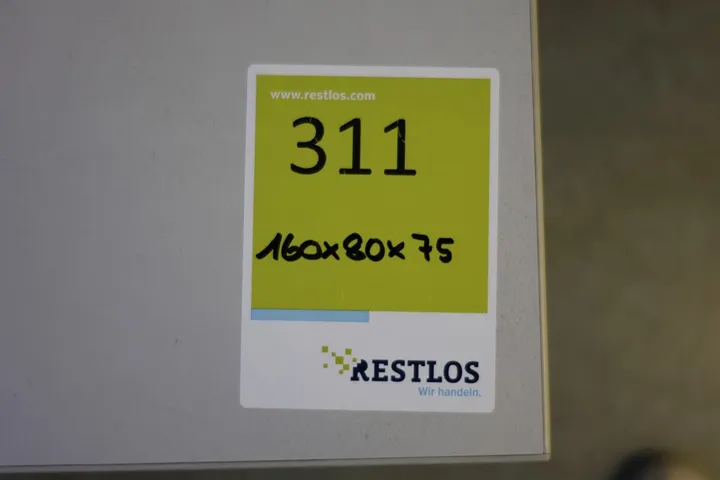 www.restlos.com
311
160x80x75
RESTLOS
Wir handeln.